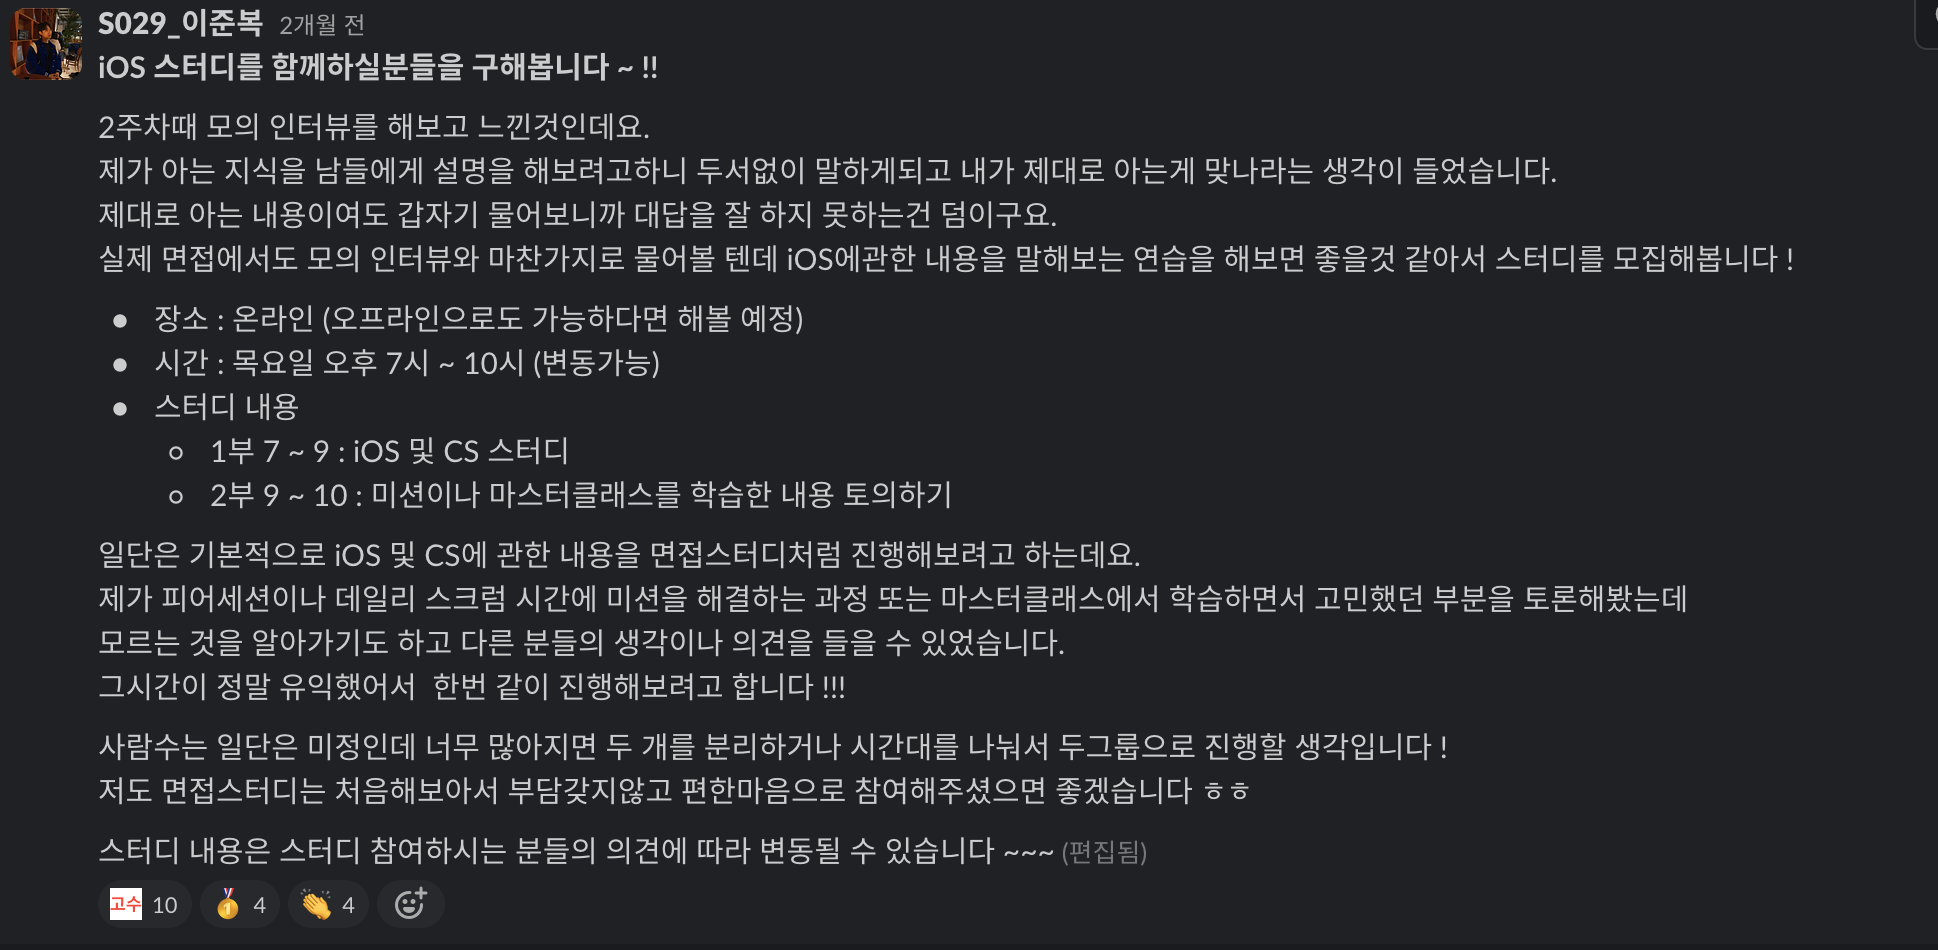 S029_이준복 2개월 전
iOS 스터디를 함께하실분들을 구해봅니다 ~ !!
2주차때 모의 인터뷰를 해보고 느낀것인데요.
제가 아는 지식을 남들에게 설명을 해보려고하니 두서없이 말하게되고 내가 제대로 아는게 맞나라는 생각이 들었습니다.
제대로 아는 내용이여도 갑자기 물어보니까 대답을 잘 하지 못하는건 덤이구요.
실제 면접에서도 모의 인터뷰와 마찬가지로 물어볼 텐데 iOS에관한 내용을 말해보는 연습을 해보면 좋을것 같아서 스터디를 모집해봅니다 !
● 장소 : 온라인 (오프라인으로도 가능하다면 해볼 예정)
● 시간 : 목요일 오후 7시 ~ 10시 (변동가능)
● 스터디 내용
○ 1부 7 ~ 9 : iOS 및 CS 스터디
○ 2부 9 ~ 10 : 미션이나 마스터클래스를 학습한 내용 토의하기
일단은 기본적으로 iOS 및 CS에 관한 내용을 면접스터디처럼 진행해보려고 하는데요.
제가 피어세션이나 데일리 스크럼 시간에 미션을 해결하는 과정 또는 마스터클래스에서 학습하면서 고민했던 부분을 토론해봤는데
모르는 것을 알아가기도 하고 다른 분들의 생각이나 의견을 들을 수 있었습니다.
그시간이 정말 유익했어서  한번 같이 진행해보려고 합니다 !!!
사람수는 일단은 미정인데 너무 많아지면 두 개를 분리하거나 시간대를 나눠서 두그룹으로 진행할 생각입니다 !
저도 면접스터디는 처음해보아서 부담갖지않고 편한마음으로 참여해주셨으면 좋겠습니다 ㅎㅎ
스터디 내용은 스터디 참여하시는 분들의 의견에 따라 변동될 수 있습니다 ~~~ (편집됨)
고수 10 🏅 4 👏 4